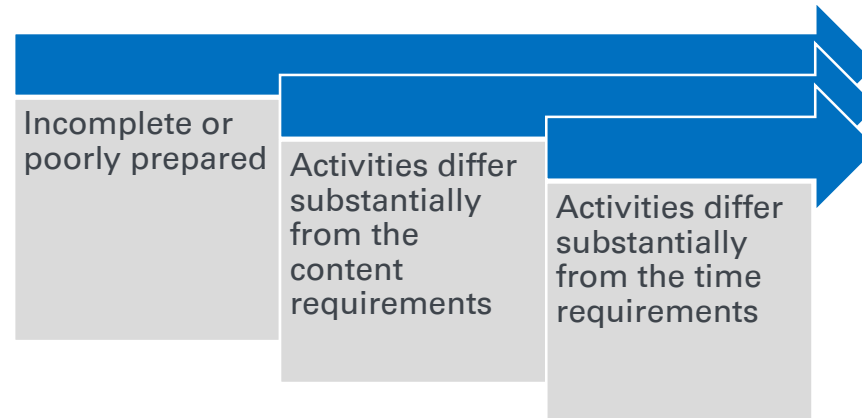 Incomplete or
poorly prepared
Activities differ
substantially
from the
content
requirements
Activities differ
substantially
from the time
requirements